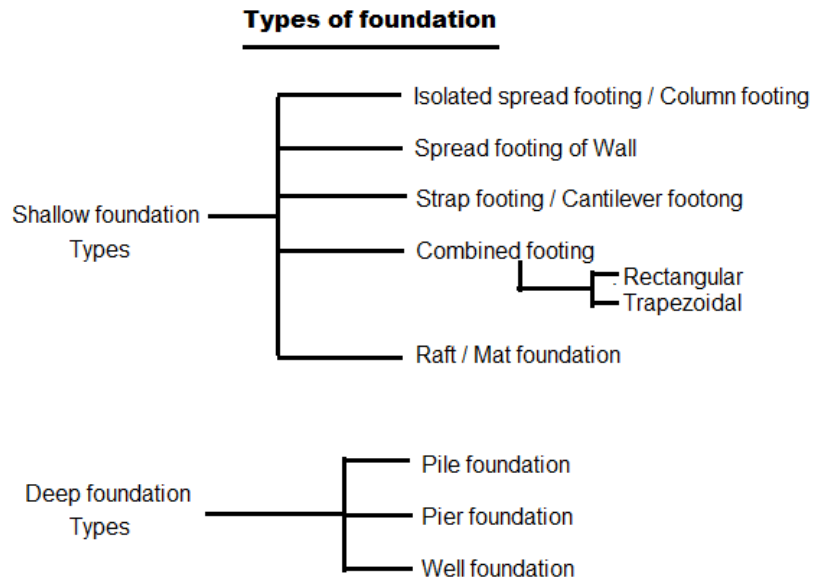 Types of foundation
Isolated spread footing / Column footing
Spread footing of Wall
Strap footing / Cantilever footong
Shallow foundation
Types
Combined footing
Rectangular
Trapezoidal
Raft / Mat foundation
Pile foundation
Deep foundation
Types
Pier foundation
Well foundation